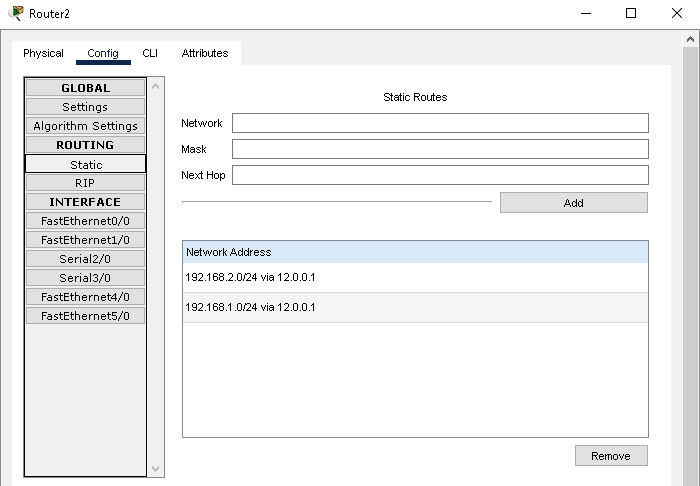 Router2
Physical Config CLI Attributes
GLOBAL
Settings
Algorithm Settings
ROUTING
Static
RIP
INTERFACE
FastEthernet0/0
FastEthernet1/0
Serial2/0
Serial3/0
FastEthernet4/0
FastEthernet5/0
Static Routes
Network
Mask
Next Hop
Add
Network Address
192.168.2.0/24 via 12.0.0.1
192.168.1.0/24 via 12.0.0.1
Remove